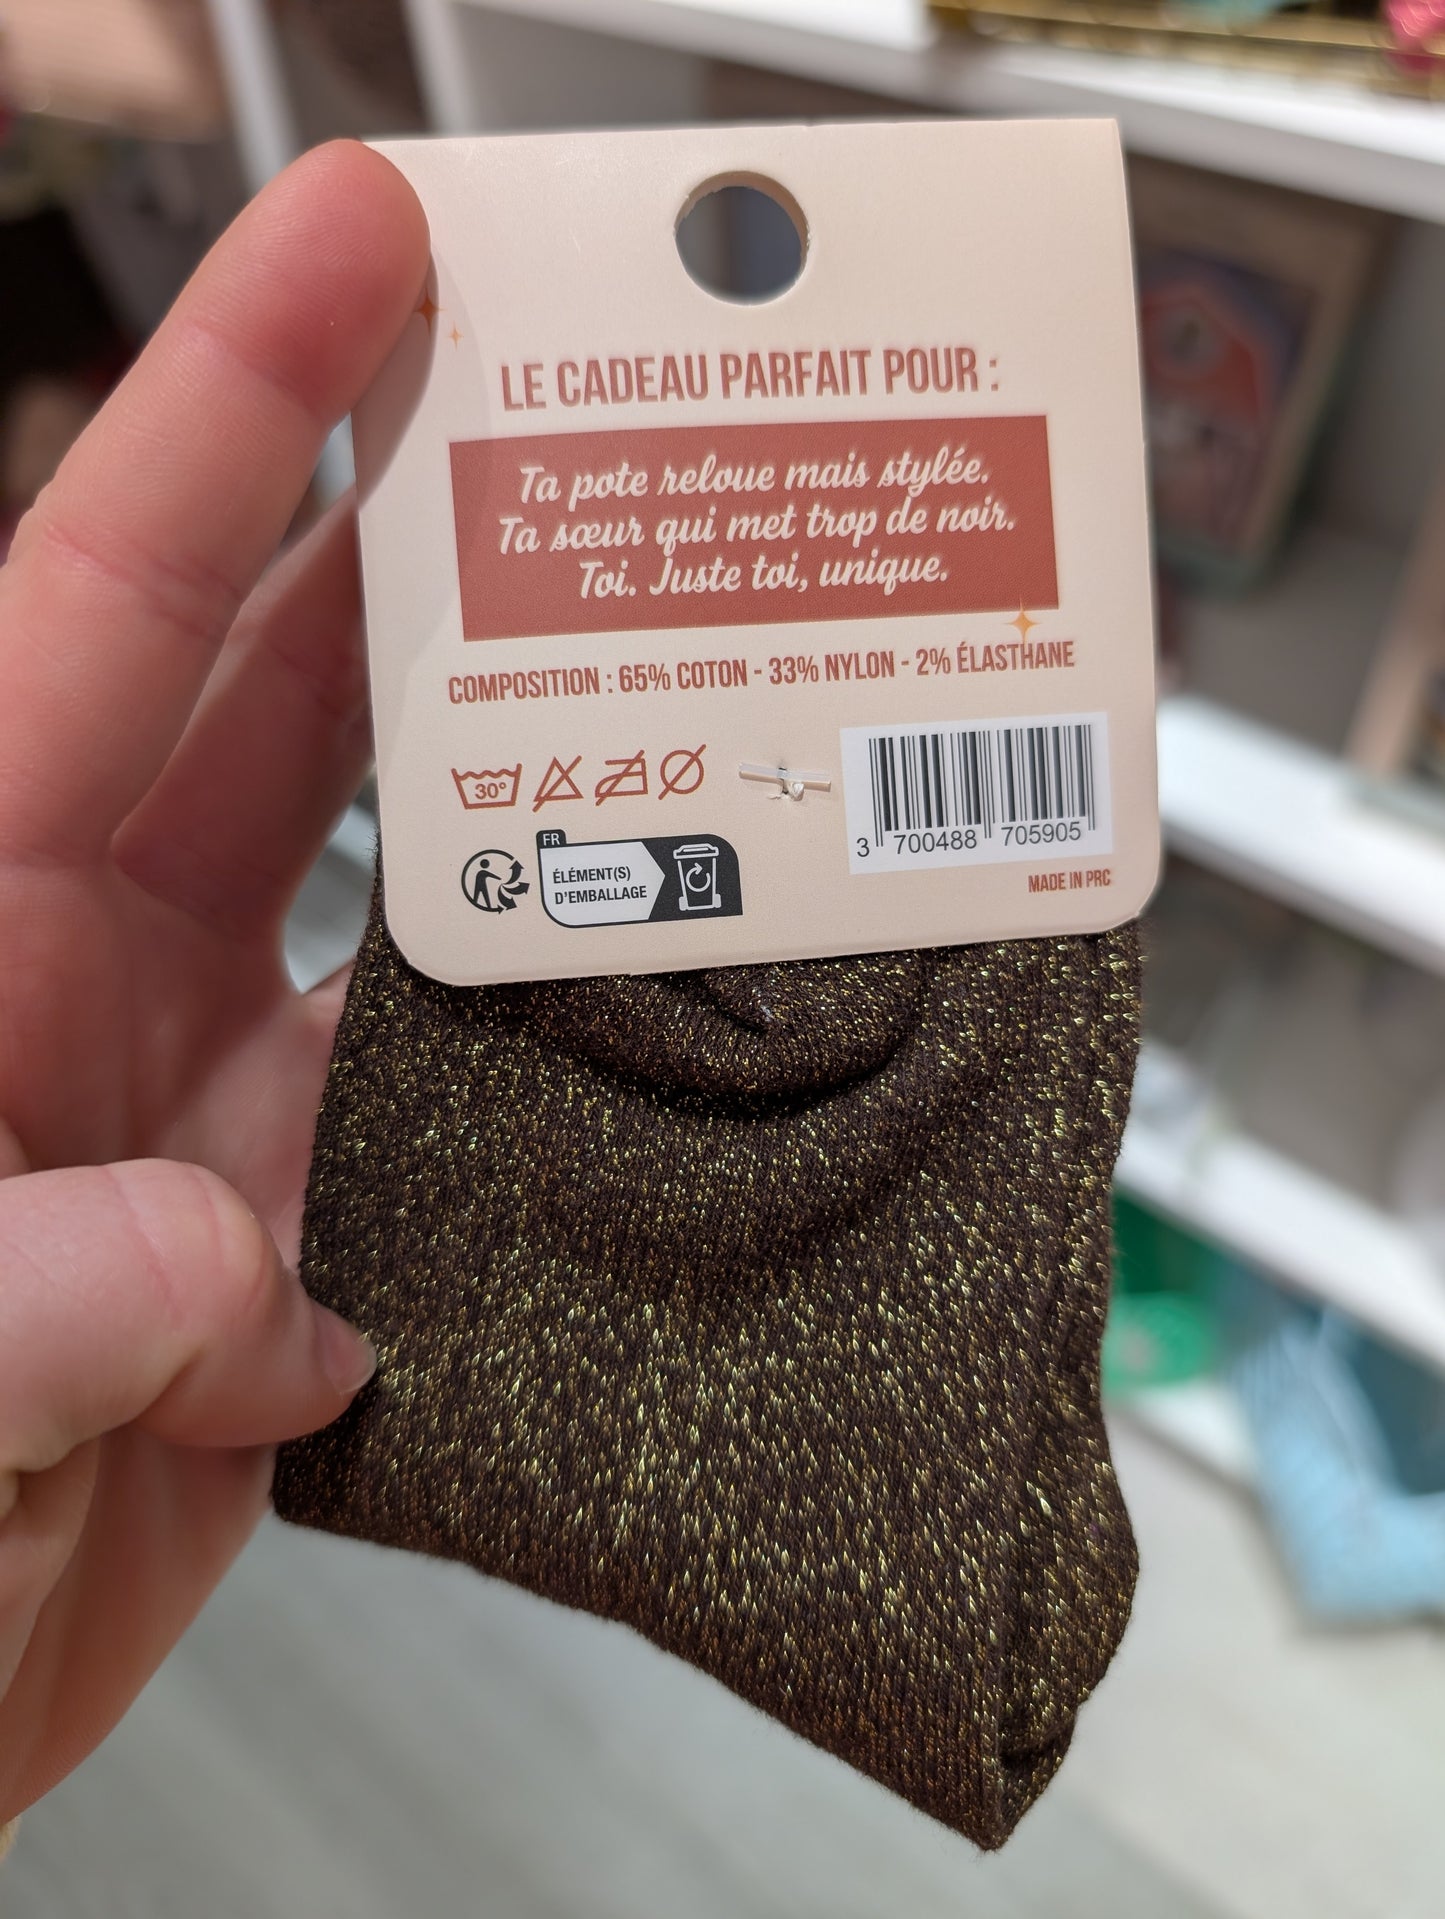 LE CADEAU PARFAIT POUR :
Ta pote reloue mais stylée.
Ta sœur qui met trop de noir.
Toi. Juste toi, unique.
COMPOSITION : 65% COTON - 33% NYLON - 2% ÉLASTHANE
30°
3 700488 705905
FR
ÉLÉMENT(S)
D'EMBALLAGE
MADE IN PRC